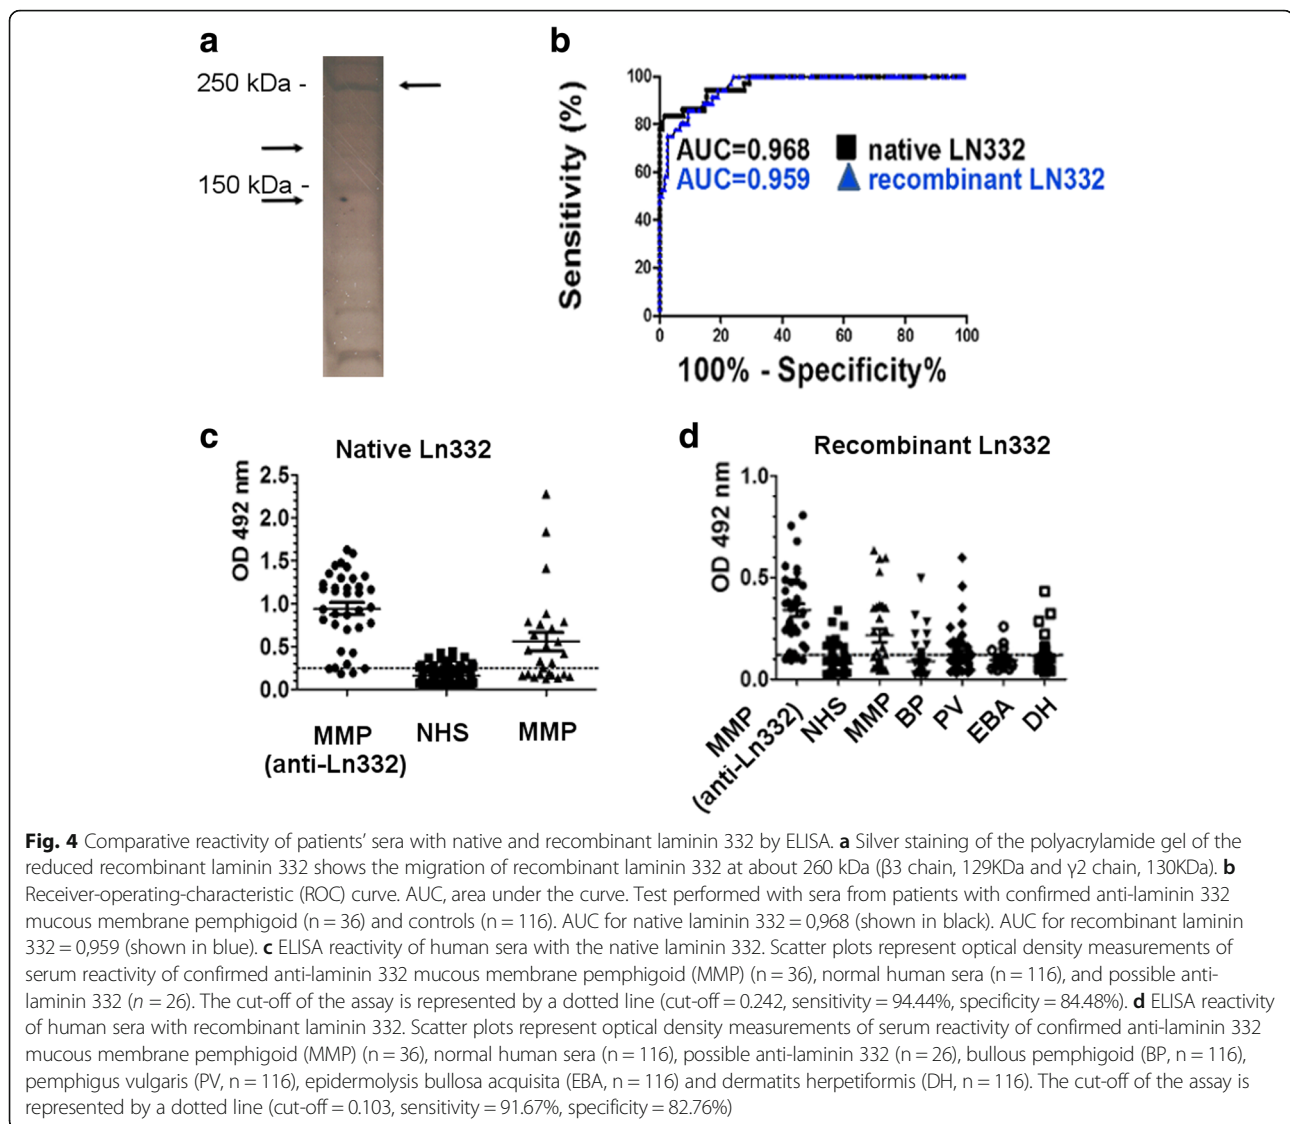 a
250 kDa -
150 kDa -
b
Sensitivity (%)
100
80
60
40
20
0
AUC=0.968 native LN332
AUC=0.959 recombinant LN332
0 20 40 60 80 100
100% - Specificity%
c
Native Ln332
OD 492 nm
2.5
2.0
1.5
1.0
0.5
0.0
MMP
(anti-Ln332)
NHS
MMP
d
Recombinant Ln332
OD 492 nm
1.0
0.5
0.0
MMP
(anti-Ln332)
NHS
MMP
BP
PV
EBA
DH
Fig. 4 Comparative reactivity of patients’ sera with native and recombinant laminin 332 by ELISA. a Silver staining of the polyacrylamide gel of the
reduced recombinant laminin 332 shows the migration of recombinant laminin 332 at about 260 kDa (β3 chain, 129KDa and γ2 chain, 130KDa). b
Receiver-operating-characteristic (ROC) curve. AUC, area under the curve. Test performed with sera from patients with confirmed anti-laminin 332
mucous membrane pemphigoid (n = 36) and controls (n = 116). AUC for native laminin 332 = 0,968 (shown in black). AUC for recombinant laminin
332 = 0,959 (shown in blue). c ELISA reactivity of human sera with the native laminin 332. Scatter plots represent optical density measurements of
serum reactivity of confirmed anti-laminin 332 mucous membrane pemphigoid (MMP) (n = 36), normal human sera (n = 116), and possible anti-
laminin 332 (n = 26). The cut-off of the assay is represented by a dotted line (cut-off = 0.242, sensitivity = 94.44%, specificity = 84.48%). d ELISA reactivity
of human sera with recombinant laminin 332. Scatter plots represent optical density measurements of serum reactivity of confirmed anti-laminin 332
mucous membrane pemphigoid (MMP) (n = 36), normal human sera (n = 116), possible anti-laminin 332 (n = 26), bullous pemphigoid (BP, n = 116),
pemphigus vulgaris (PV, n = 116), epidermolysis bullosa acquisita (EBA, n = 116) and dermatits herpetiformis (DH, n = 116). The cut-off of the assay is
represented by a dotted line (cut-off = 0.103, sensitivity = 91.67%, specificity = 82.76%)